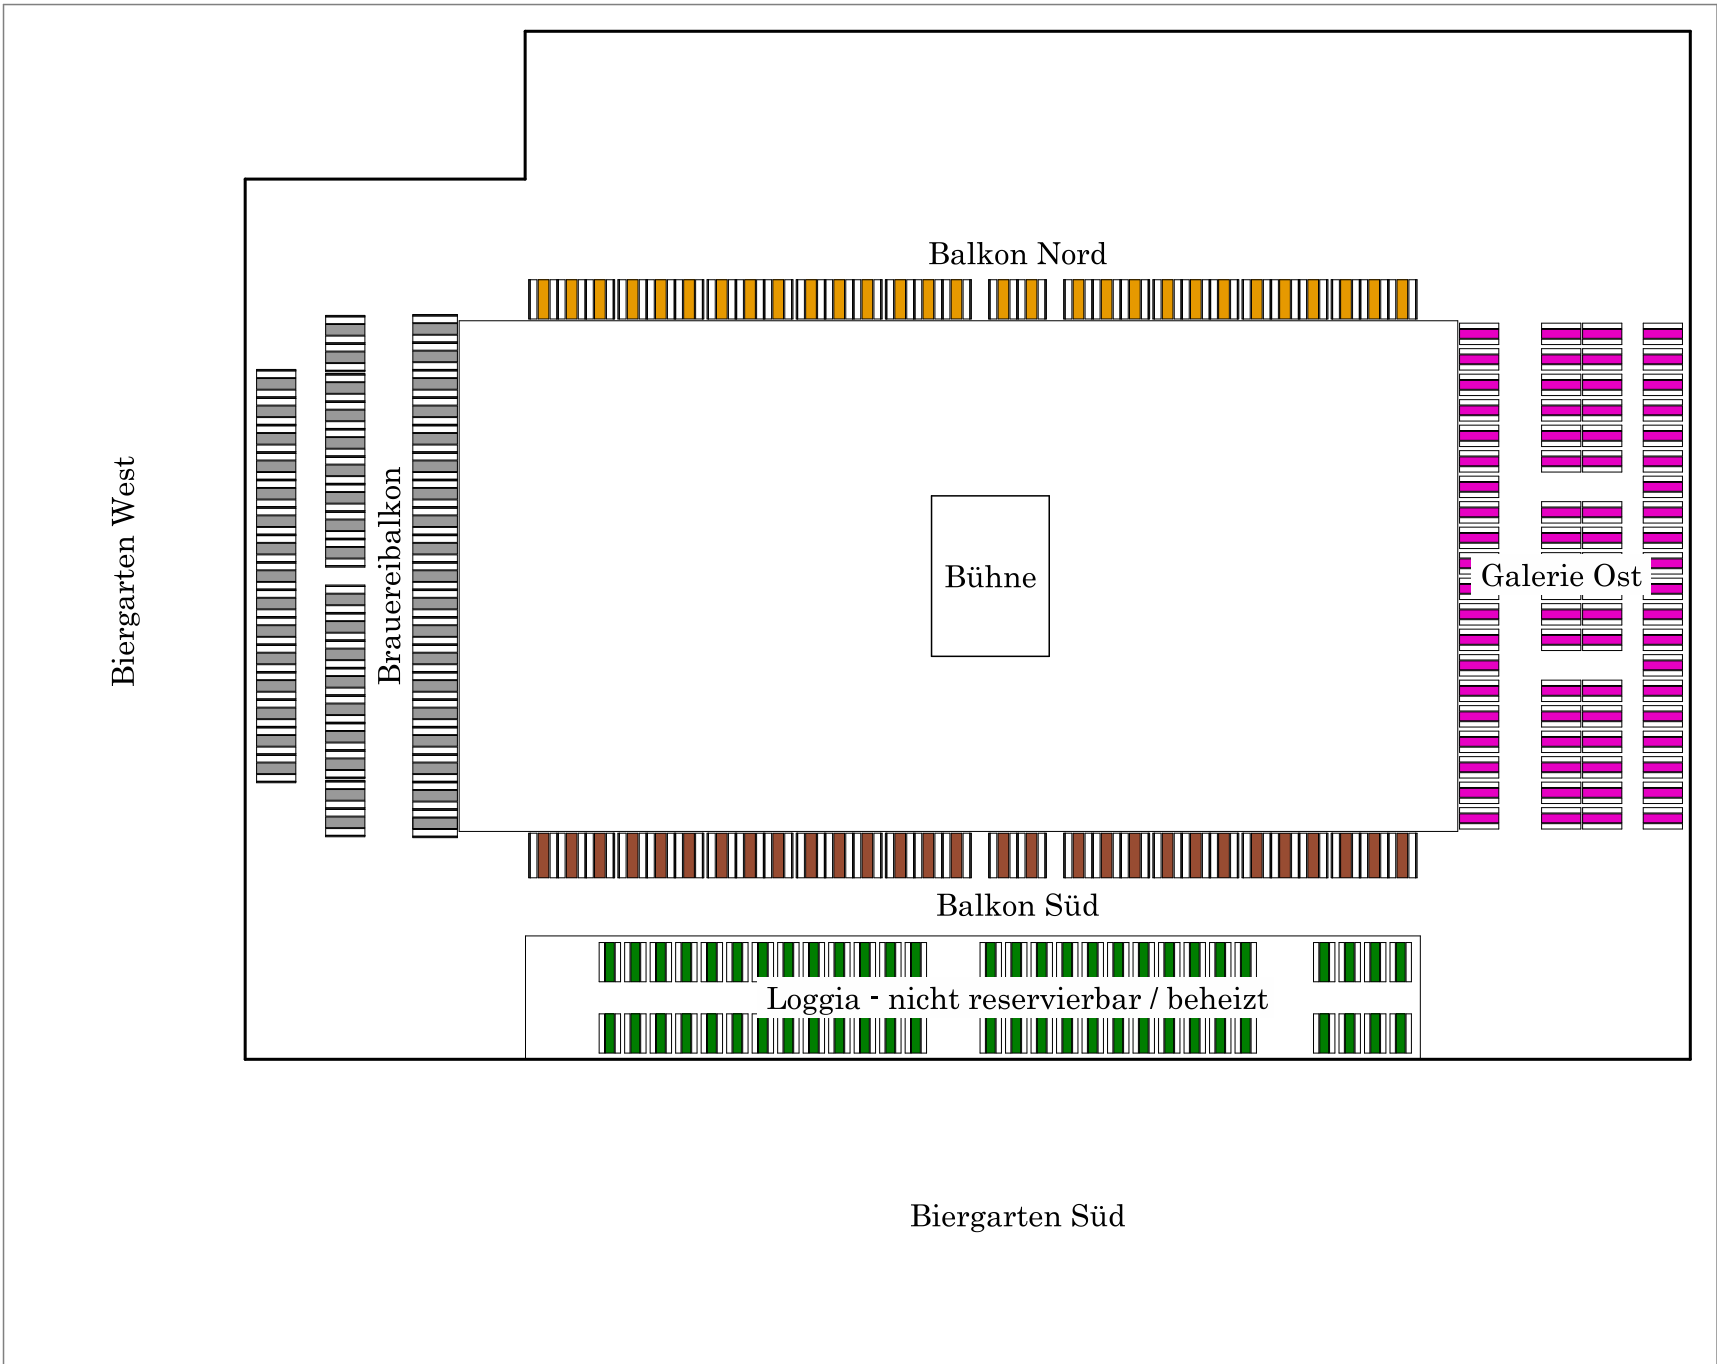 Balkon Nord
Biergarten West
Brauereibalkon
Bühne
Galerie Ost
Balkon Süd
Loggia - nicht reservierbar / beheizt
Biergarten Süd